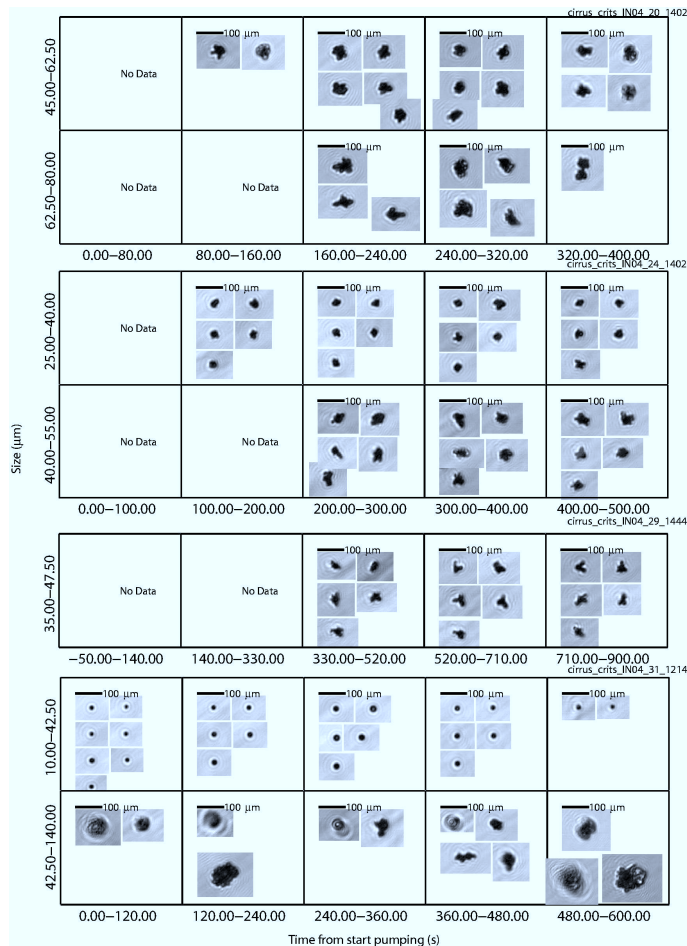 cirrus_crits_IN04_20_1402
45.00−62.50
No Data
100 μm
100 μm
100 μm
100 μm
62.50−80.00
No Data
No Data
100 μm
100 μm
100 μm
0.00−80.00
80.00−160.00
160.00−240.00
240.00−320.00
320.00−400.00
cirrus_crits_IN04_24_1402
25.00−40.00
No Data
100 μm
100 μm
100 μm
100 μm
Size (μm)
40.00−55.00
No Data
No Data
100 μm
100 μm
100 μm
0.00−100.00
100.00−200.00
200.00−300.00
300.00−400.00
400.00−500.00
cirrus_crits_IN04_29_1444
35.00−47.50
No Data
No Data
100 μm
100 μm
100 μm
−50.00−140.00
140.00−330.00
330.00−520.00
520.00−710.00
710.00−900.00
cirrus_crits_IN04_31_1214
10.00−42.50
100 μm
100 μm
100 μm
100 μm
100 μm
42.50−140.00
100 μm
100 μm
100 μm
100 μm
100 μm
0.00−120.00
120.00−240.00
240.00−360.00
360.00−480.00
480.00−600.00
Time from start pumping (s)